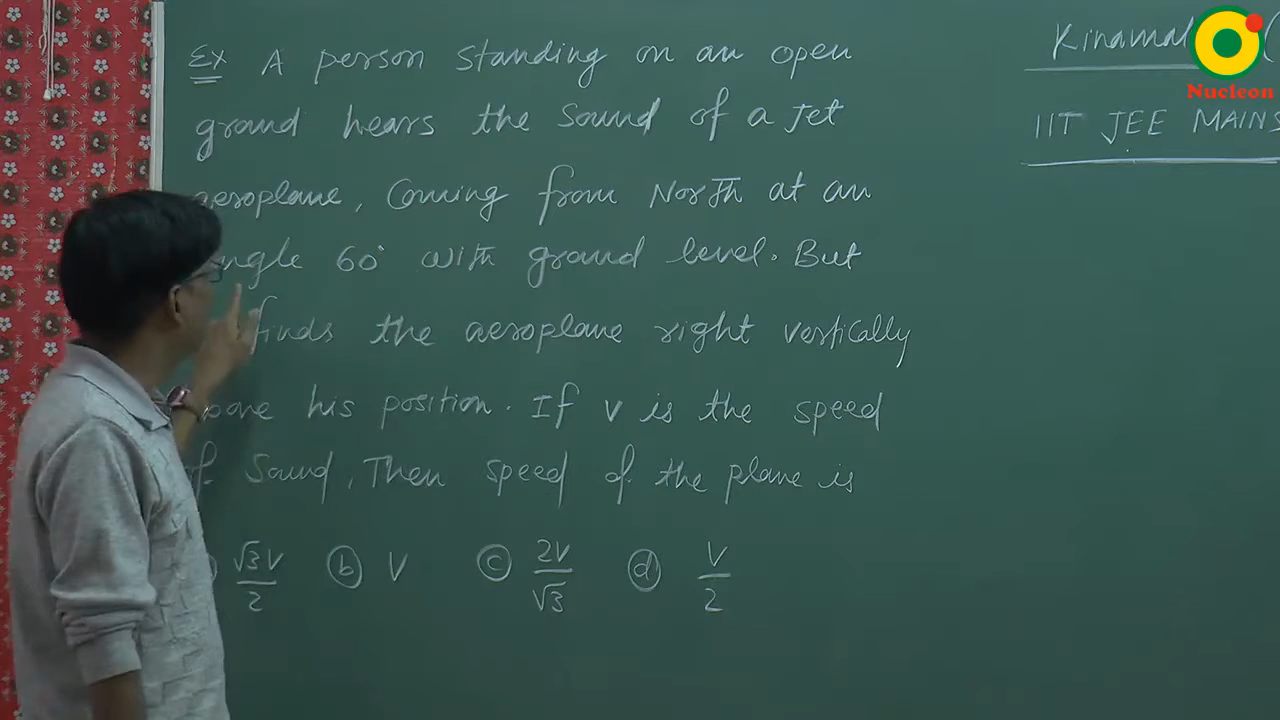 Ex A person standing on an open
ground hears the sound of a jet
aeroplane, coming from North at an
angle 60° with ground level. But
finds the aeroplane right vertically
his position. If v is the speed
of sound, Then speed of the plane is
√3V/2 (b) V (c) 2V/√3 (d) V/2
Nucleon
IIT JEE MAINS